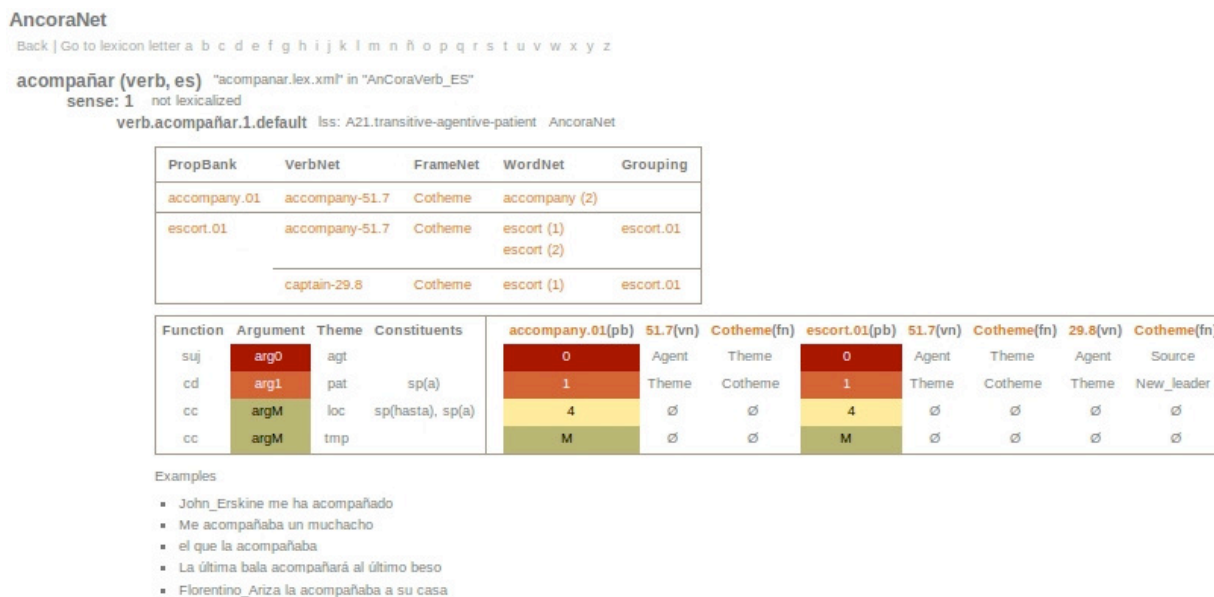 AncoraNet
Back | Go to lexicon letter a b c d e f g h i j k l m n ñ o p q r s t u v w x y z
acompañar (verb, es) "acompanar.lex.xml" in "AnCoraVerb_ES"
sense: 1 not lexicalized
verb.acompañar.1.default lss: A21.transitive-agentive-patient AncoraNet
PropBank VerbNet FrameNet WordNet Grouping
accompany.01 accompany-51.7 Cotheme accompany (2)
escort.01 accompany-51.7 Cotheme escort (1) escort.01
escort (2)
captain-29.8 Cotheme escort (1) escort.01
Function Argument Theme Constituents accompany.01(pb) 51.7(vn) Cotheme(fn) escort.01(pb) 51.7(vn) Cotheme(fn) 29.8(vn) Cotheme(fn)
suj arg0 agt 0 Agent Theme 0 Agent Theme Agent Source
cd arg1 pat sp(a) 1 Theme Cotheme 1 Theme Cotheme Theme New_leader
cc argM loc sp(hasta), sp(a) 4 Ø Ø 4 Ø Ø Ø Ø
cc argM tmp M Ø Ø M Ø Ø Ø Ø
Examples
▪ John_Erskine me ha acompañado
▪ Me acompañaba un muchacho
▪ el que la acompañaba
▪ La última bala acompañará al último beso
▪ Florentino_Ariza la acompañaba a su casa